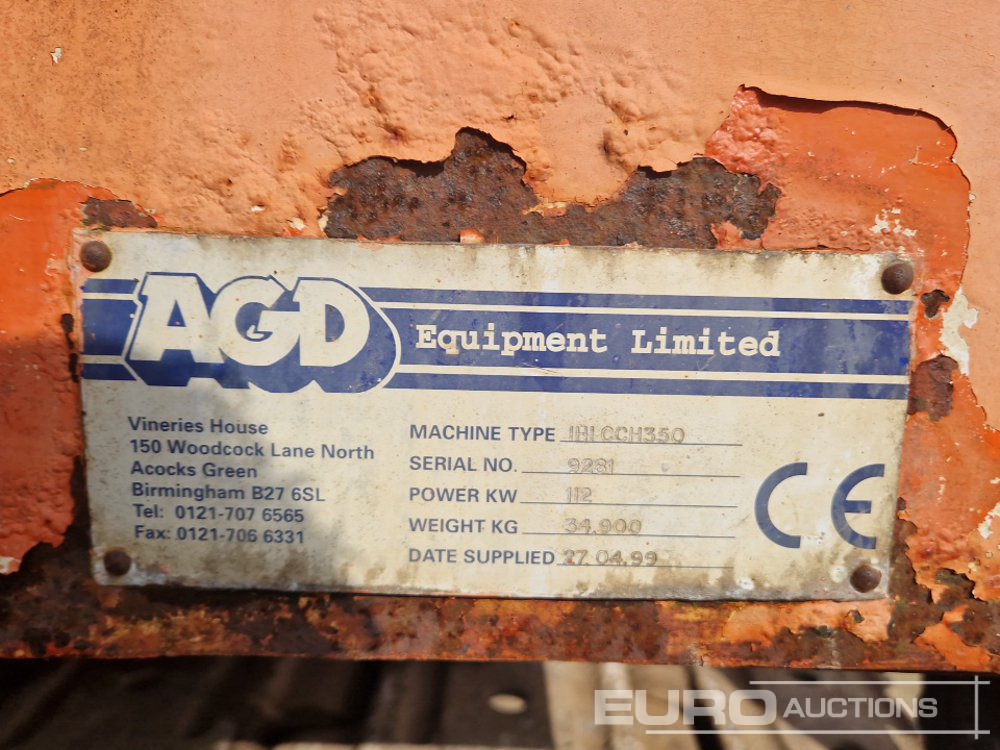 AGD Equipment Limited
Vineries House
150 Woodcock Lane North
Acocks Green
Birmingham B27 6SL
Tel: 0121-707 6565
Fax: 0121-706 6331
MACHINE TYPE IHI CCH350
SERIAL NO. 9281
POWER KW 112
WEIGHT KG 34,900
DATE SUPPLIED 27.04.99
CE
EURO AUCTIONS